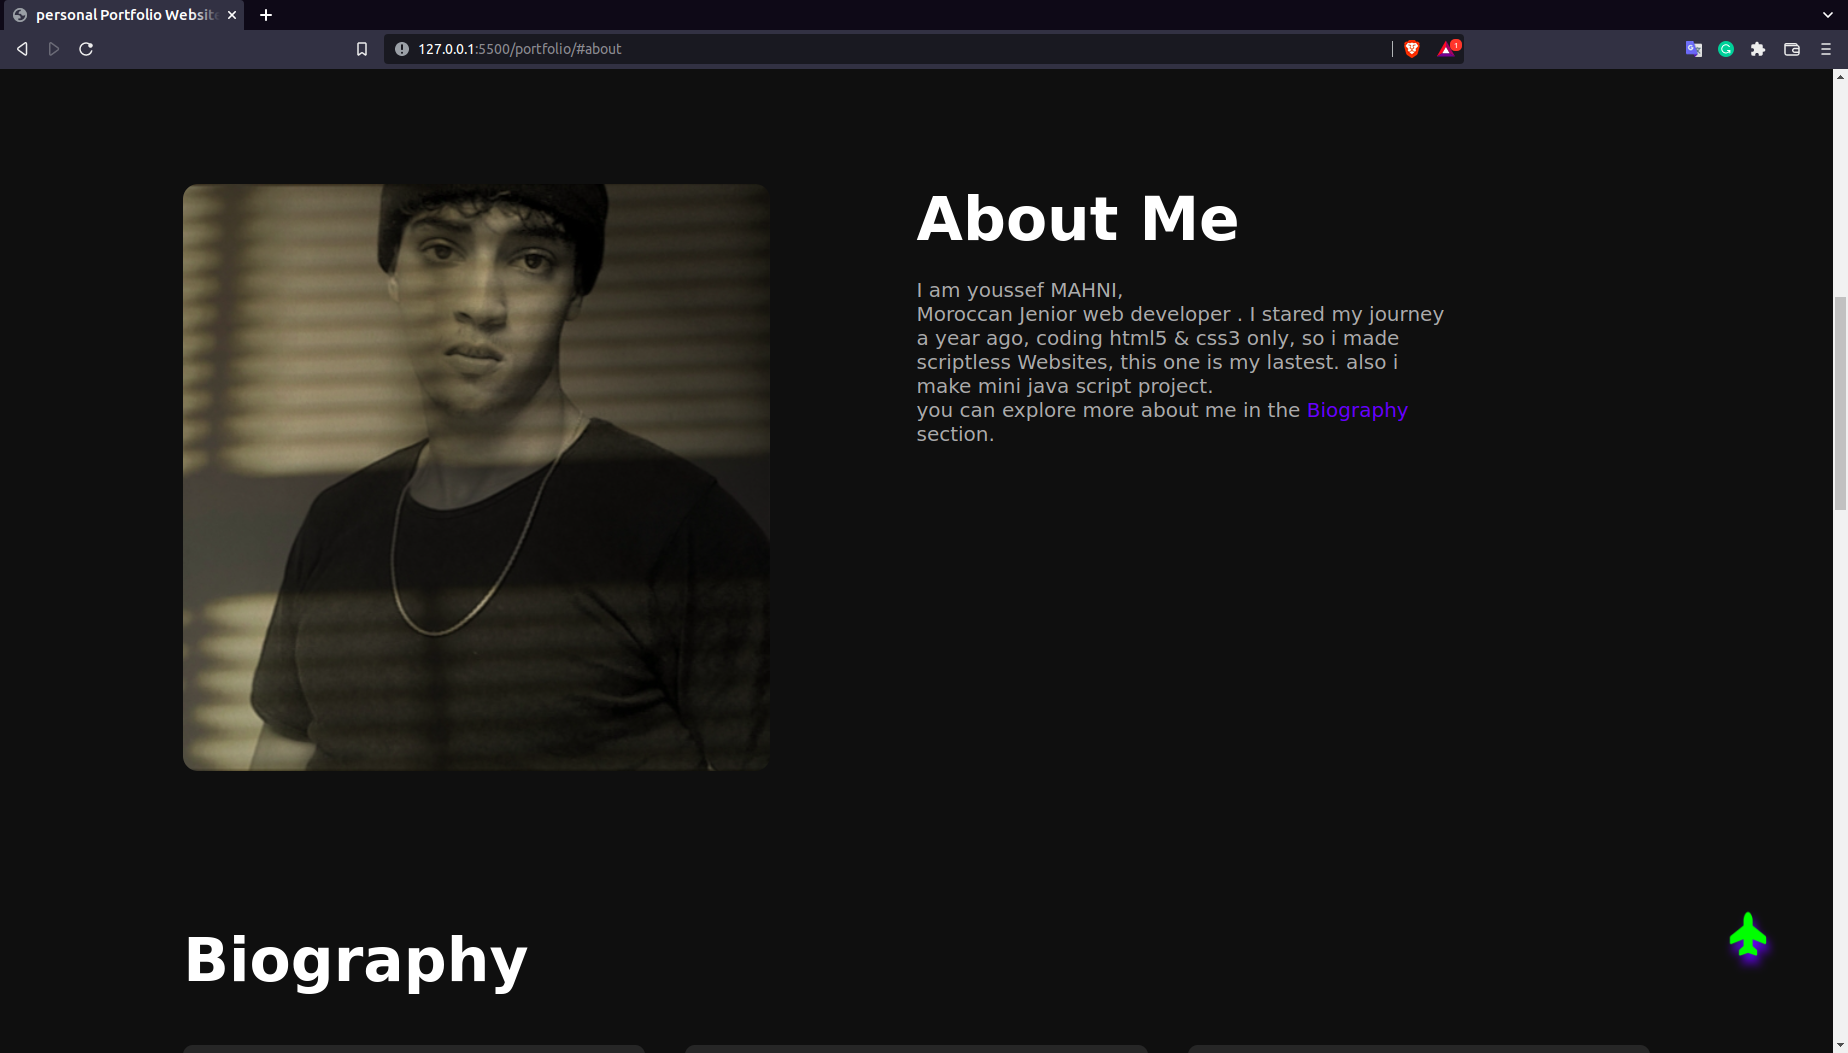 personal Portfolio Website
127.0.0.1:5500/portfolio/#about
1
About Me
I am youssef MAHNI,
Moroccan Jenior web developer . I stared my journey
a year ago, coding html5 & css3 only, so i made
scriptless Websites, this one is my lastest. also i
make mini java script project.
you can explore more about me in the Biography
section.
Biography